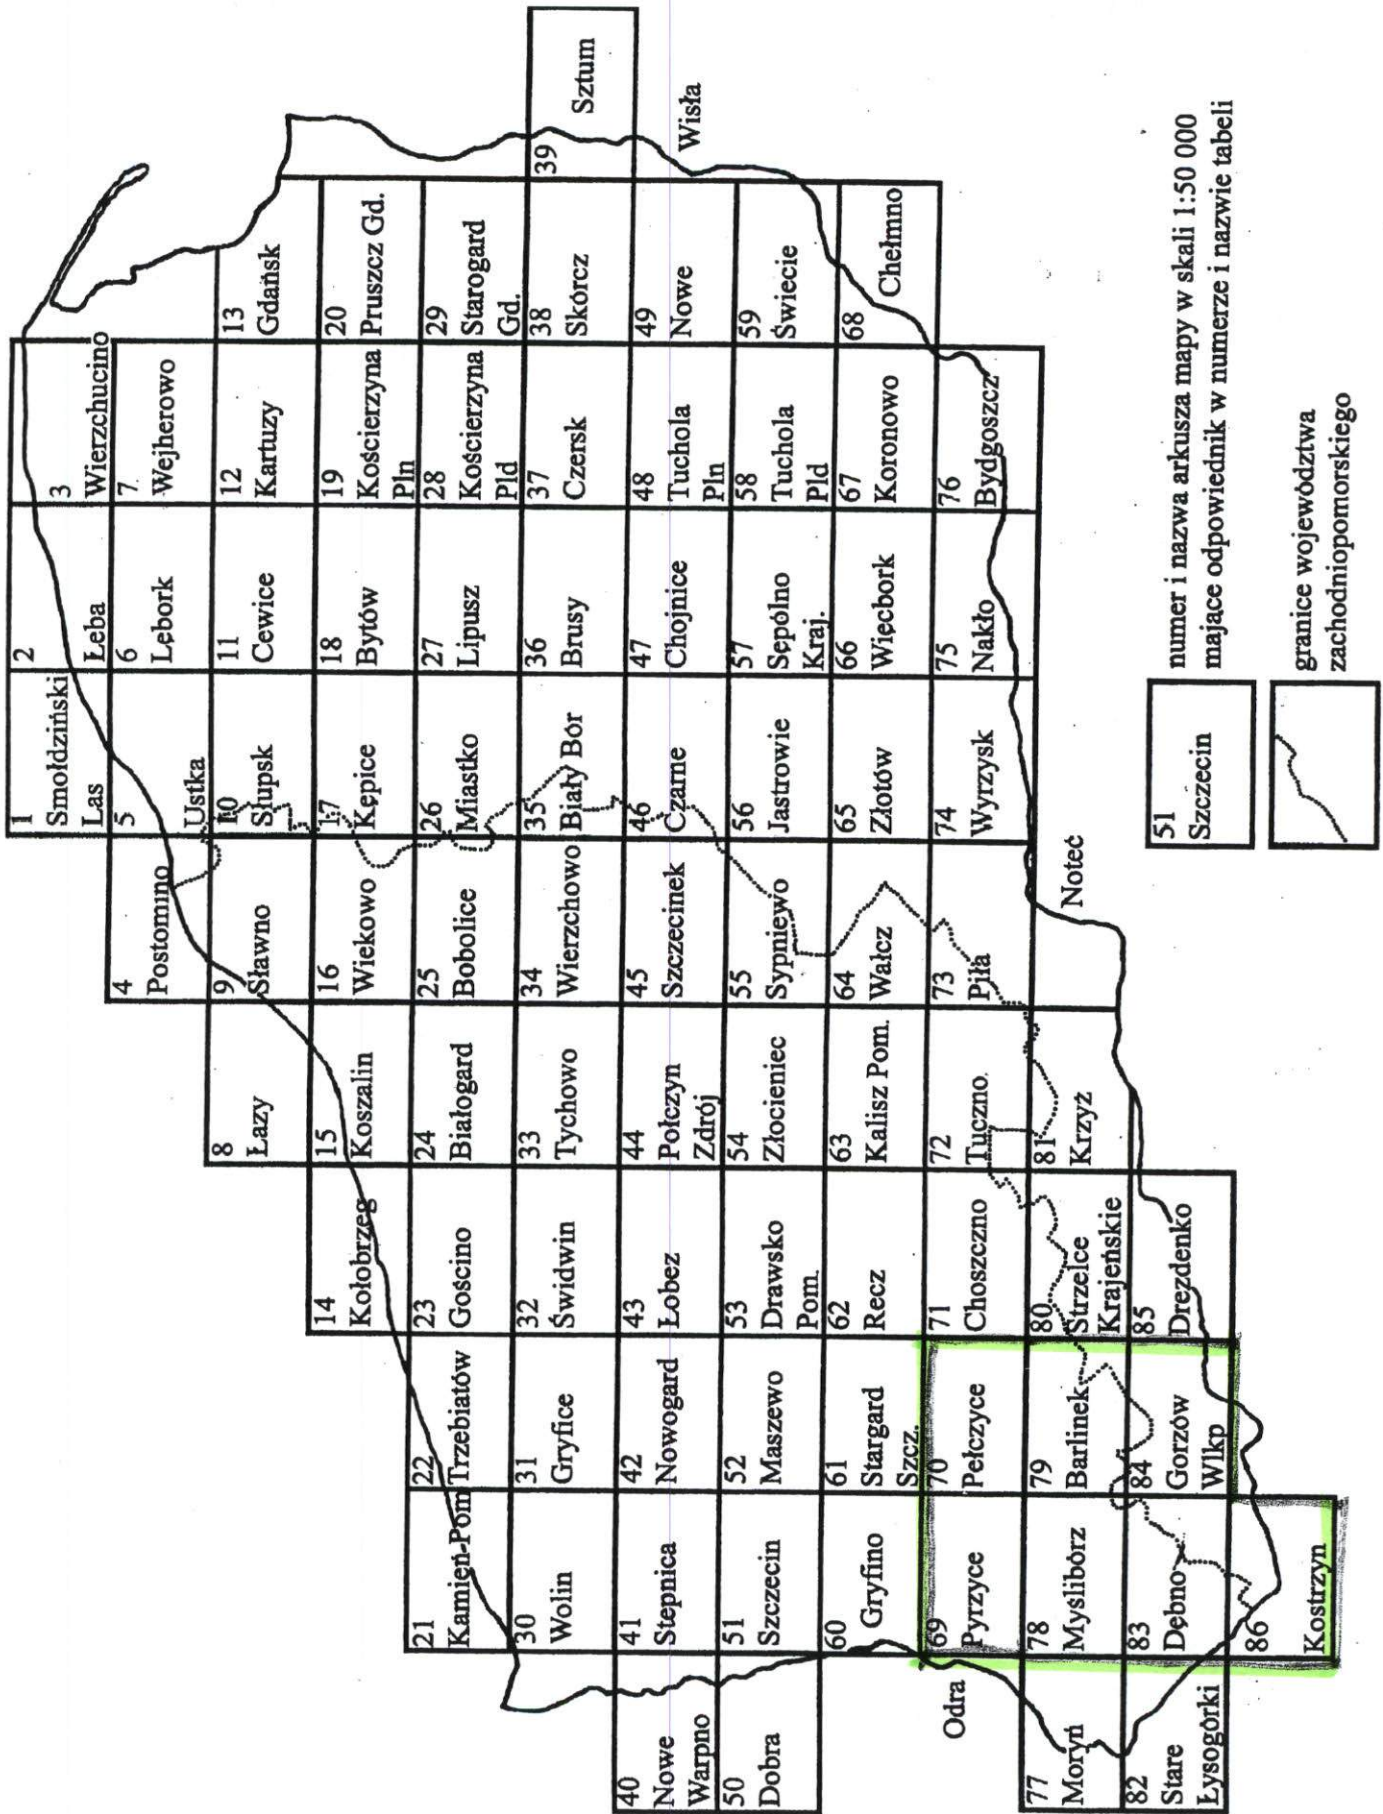 1
Smołdziński
Las
2
Łeba
3
Wierzchucino
4
Postomino
5
Ustka
6
Lębork
7.
Wejherowo
8
Łazy
9
Sławno
10
Słupsk
11
Cewice
12
Kartuzy
13
Gdańsk
14
Kołobrzeg
15
Koszalin
16
Wiekowo
17
Kępice
18
Bytów
19
Kościerzyna
Pln
20
Pruszcz Gd.
21
Kamień-Pom
22
Trzebiatów
23
Gościno
24
Białogard
25
Bobolice
26
Miastko
27
Lipusz
28
Kościerzyna
Pld
29
Starogard
Gd.
30
Wolin
31
Gryfice
32
Świdwin
33
Tychowo
34
Wierzchowo
35
Biały Bór
36
Brusy
37
Czersk
38
Skórcz
39
Sztum
40
Nowe
Warpno
41
Stepnica
42
Nowogard
43
Łobez
44
Połczyn
Zdrój
45
Szczecinek
46
Czarne
47
Chojnice
48
Tuchola
Pln
49
Nowe
Wisła
50
Dobra
51
Szczecin
52
Maszewo
53
Drawsko
Pom.
54
Złocieniec
55
Sypniewo
56
Jastrowie
57
Sępólno
Kraj.
58
Tuchola
Pld
59
Świecie
60
Gryfino
61
Stargard
Szcz.
62
Recz
63
Kalisz Pom.
64
Wałcz
65
Złotów
66
Więcbork
67
Koronowo
68
Chełmno
Odra
69
Pyrzyce
70
Pełczyce
71
Choszczno
72
Tuczno
73
Piła
74
Wyrzysk
75
Nakło
76
Bydgoszcz
77
Moryń
78
Myślibórz
79
Barlinek
80
Strzelce
Krajeńskie
81
Krzyż
Noteć
82
Stare
Łysogórki
83
Dębno
84
Gorzów
Wlkp
85
Drezdenko
86
Kostrzyn
51
Szczecin
numer i nazwa arkusza mapy w skali 1:50 000
mające odpowiednik w numerze i nazwie tabeli
granice województwa
zachodniopomorskiego